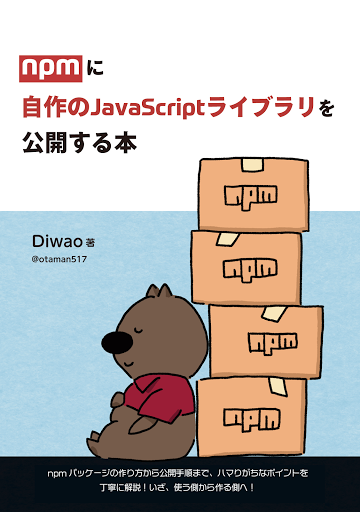 npmに
自作のJavaScriptライブラリを
公開する本
Diwao 著
@otaman517
npm
npm
npm
npm
npm パッケージの作り方から公開手順まで、ハマりがちなポイントを
丁寧に解説！いざ、使う側から作る側へ！